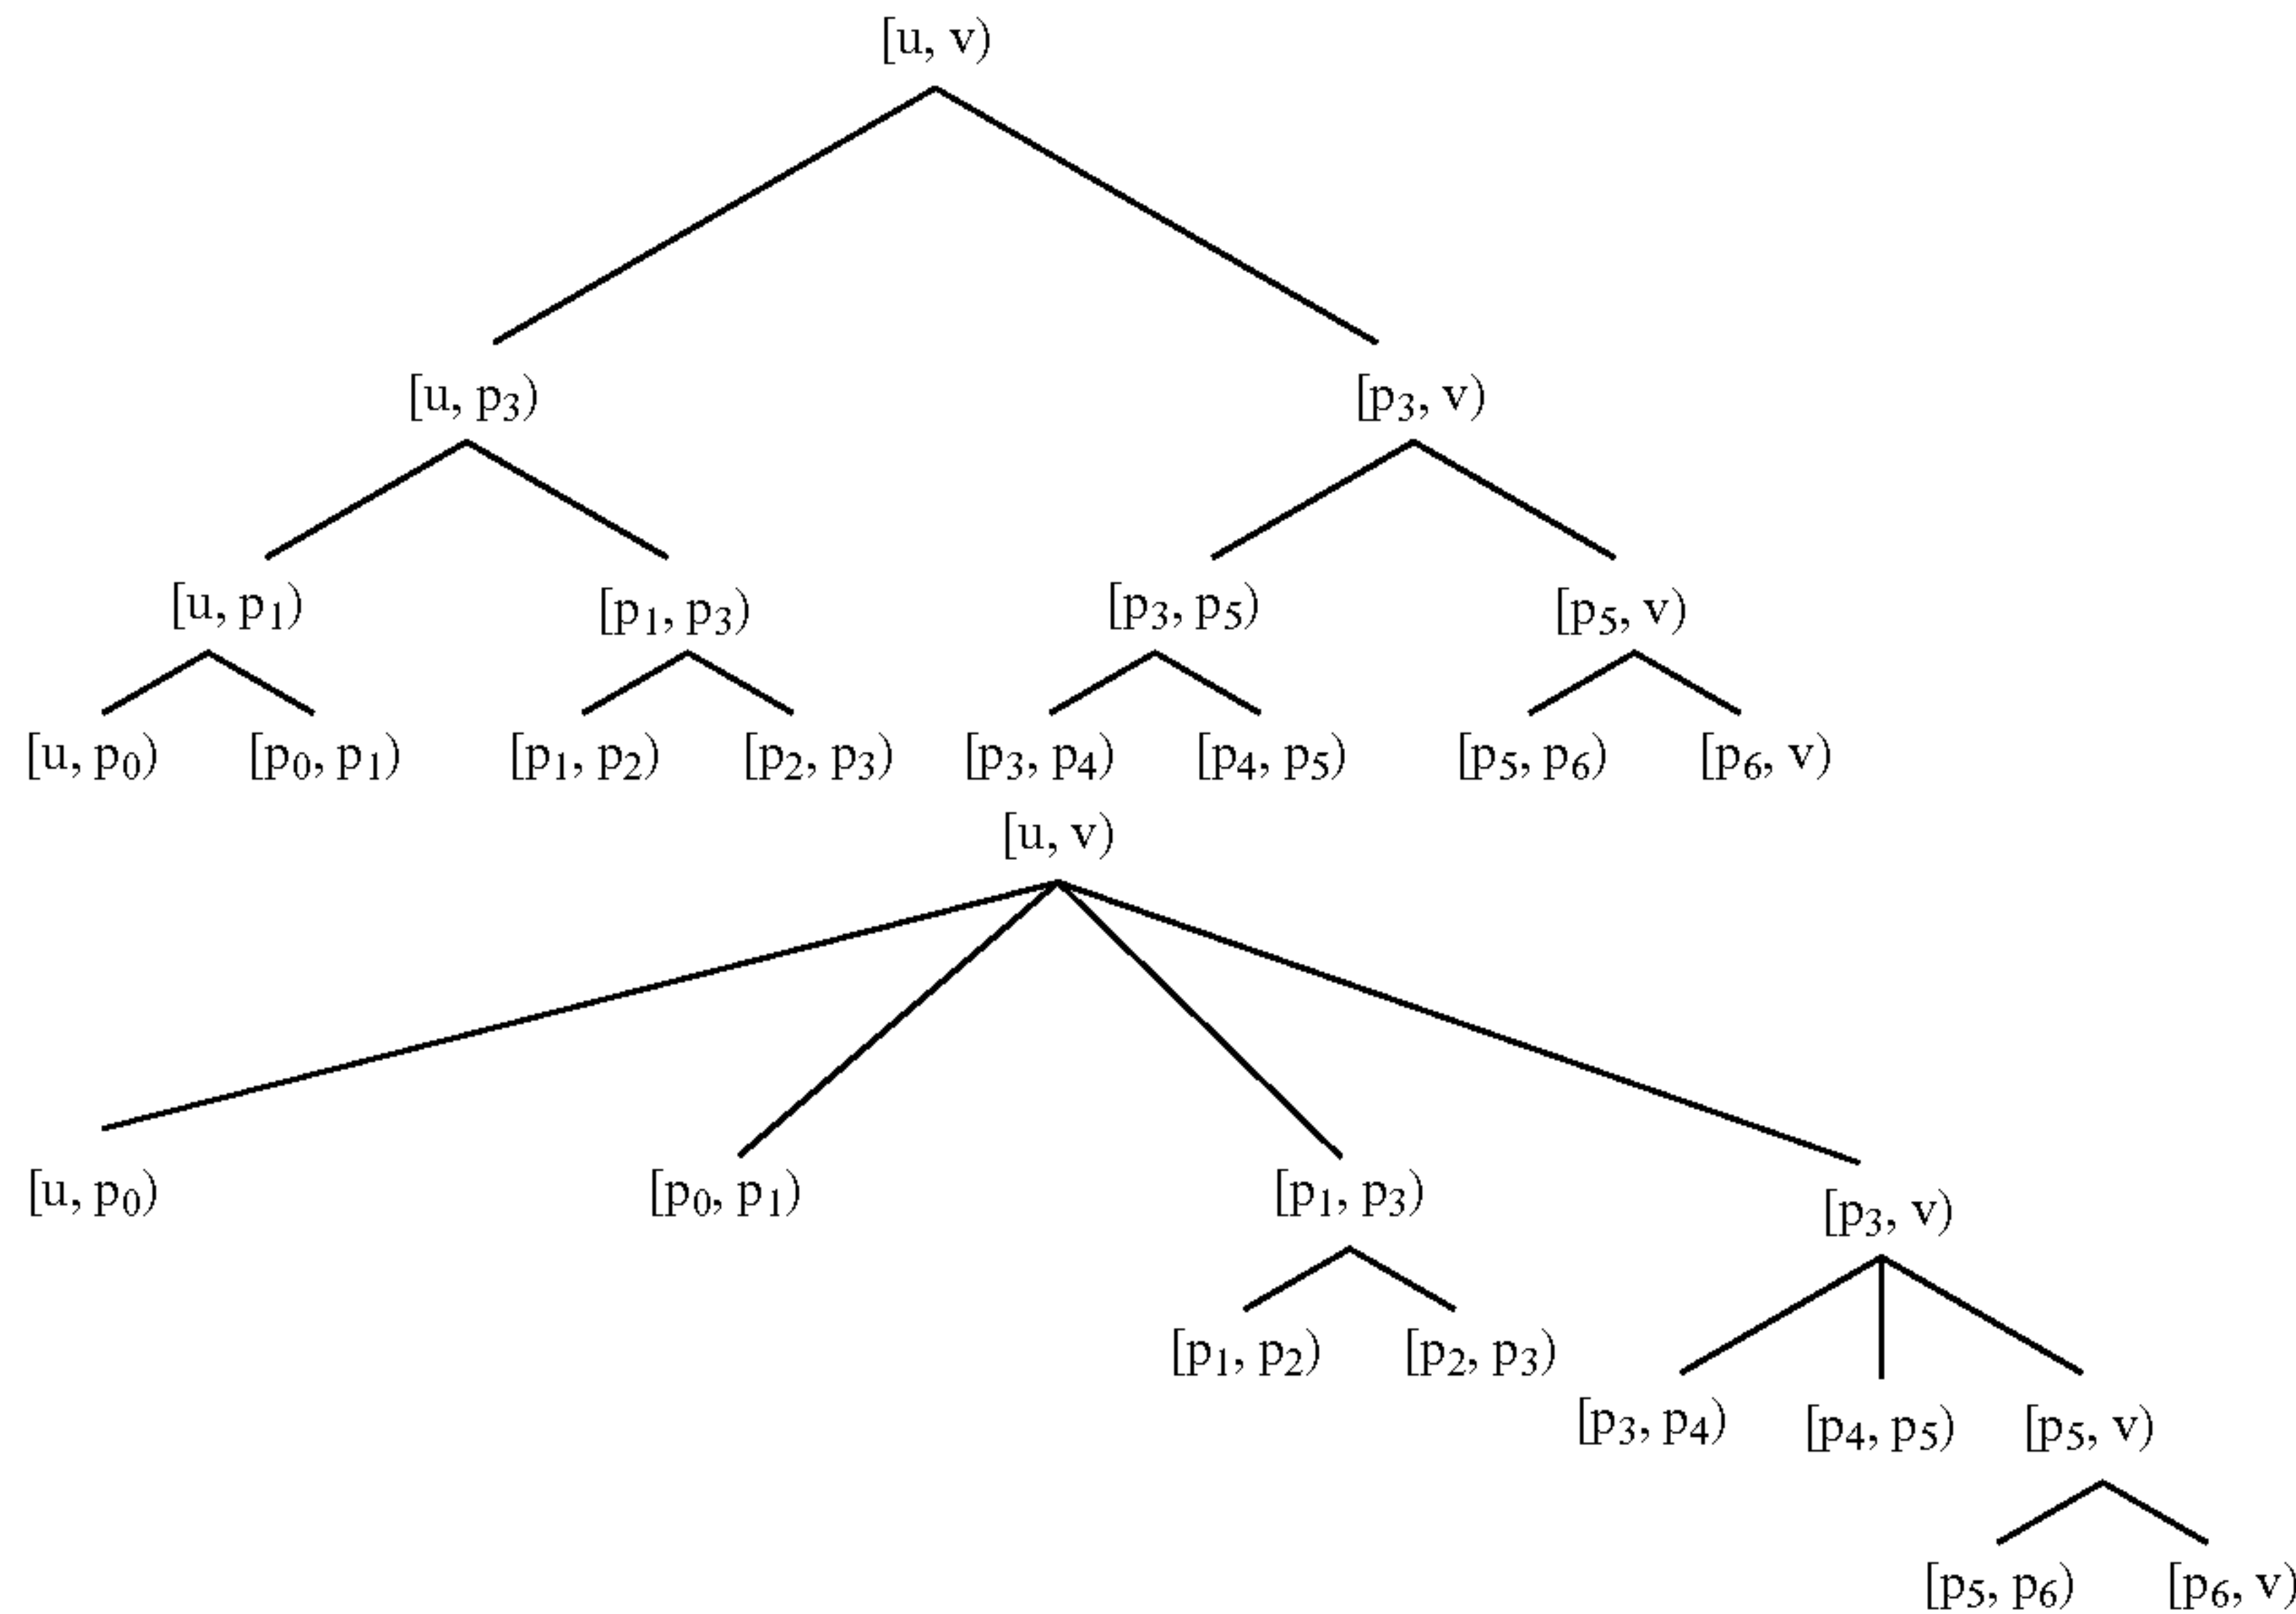 [u, v)
[u, p₃) [p₃, v)
[u, p₁) [p₁, p₃) [p₃, p₅) [p₅, v)
[u, p₀) [p₀, p₁) [p₁, p₂) [p₂, p₃) [p₃, p₄) [p₄, p₅) [p₅, p₆) [p₆, v)
[u, v)
[u, p₀) [p₀, p₁) [p₁, p₃) [p₃, v)
[p₁, p₂) [p₂, p₃)
[p₃, p₄) [p₄, p₅) [p₅, v)
[p₅, p₆) [p₆, v)